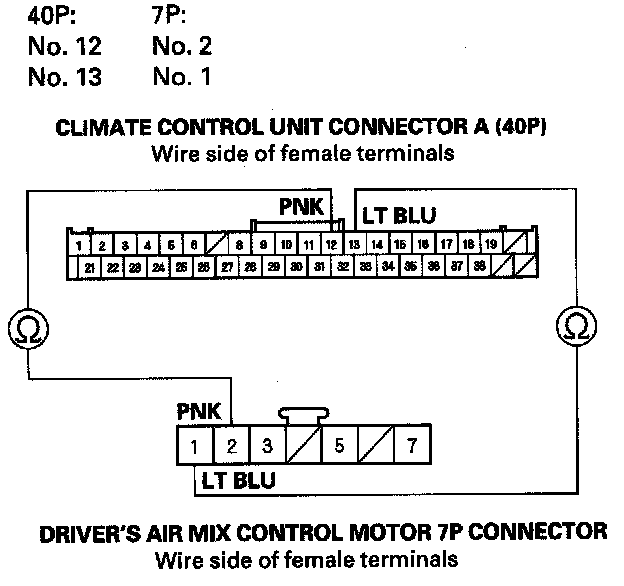 40P: 7P:
No. 12 No. 2
No. 13 No. 1
CLIMATE CONTROL UNIT CONNECTOR A (40P)
Wire side of female terminals
PNK LT BLU
1 2 3 4 5 6 8 9 10 11 12 13 14 15 16 17 18 19
21 22 23 24 25 26 27 28 29 30 31 32 33 34 35 36 37 38
Ω Ω
PNK
1 2 3 5 7
LT BLU
DRIVER'S AIR MIX CONTROL MOTOR 7P CONNECTOR
Wire side of female terminals